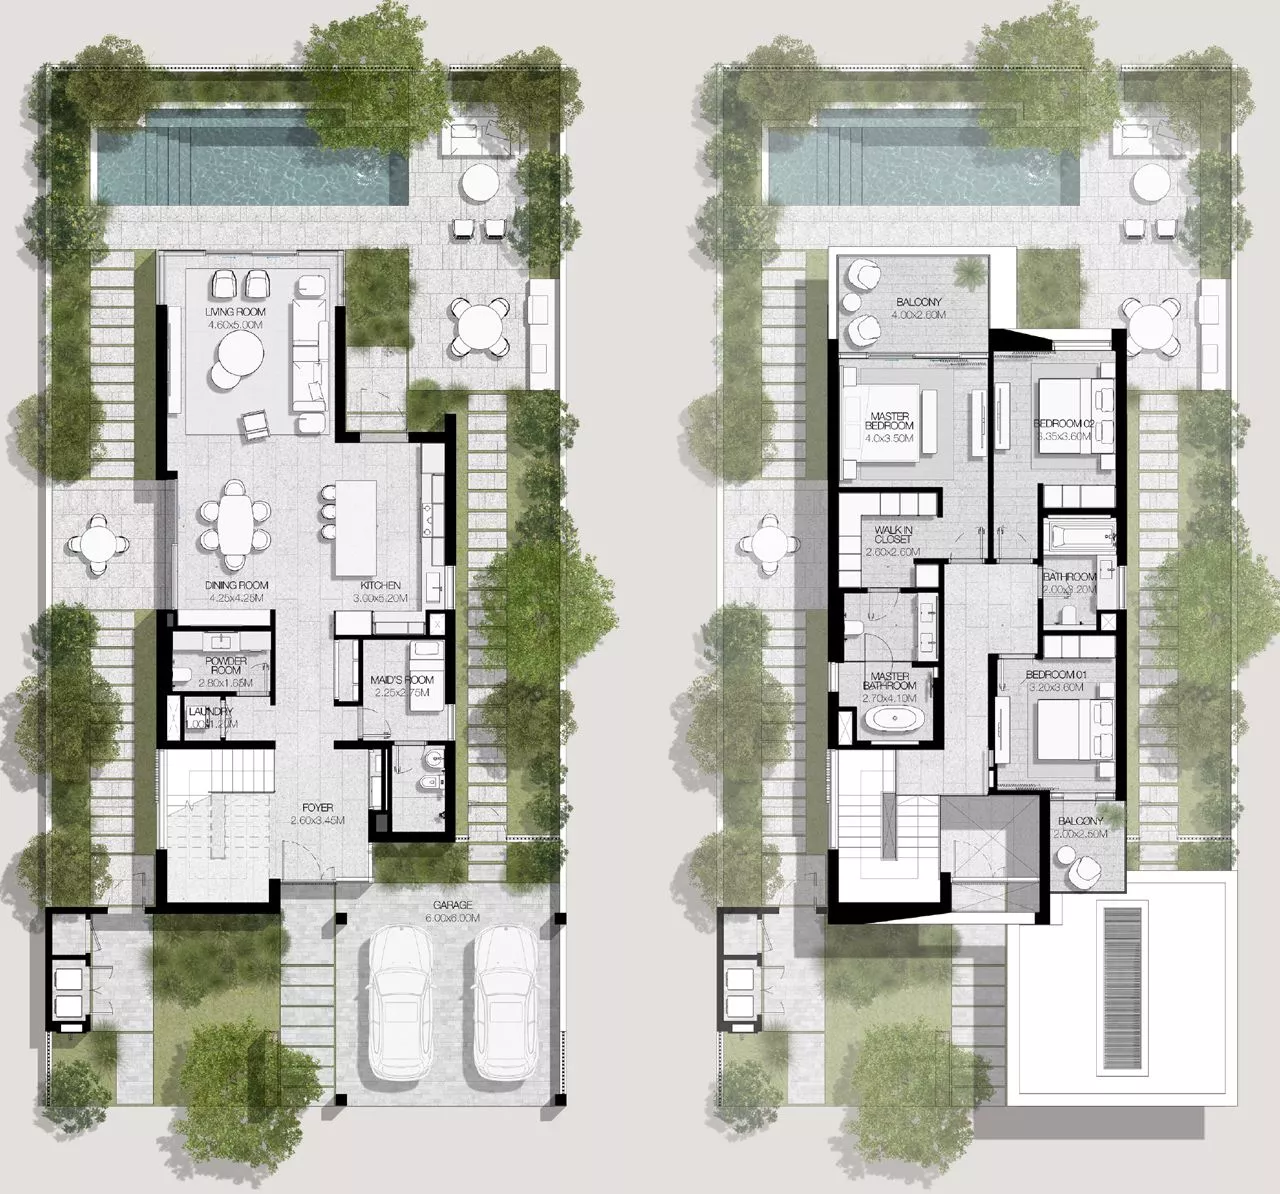 LIVING ROOM
4.60x5.00M
DINING ROOM
4.25x4.25M
KITCHEN
3.00x5.20M
POWDER
ROOM
2.80x1.65M
MAID'S ROOM
2.25x2.75M
LAUNDRY
1.00x1.20M
FOYER
2.60x3.45M
GARAGE
6.00x6.00M
BALCONY
4.00x2.60M
MASTER
BEDROOM
4.0x3.50M
BEDROOM 02
3.35x3.60M
WALK IN
CLOSET
2.60x2.60M
BATHROOM
2.00x3.20M
MASTER
BATHROOM
2.70x4.10M
BEDROOM 01
3.20x3.60M
BALCONY
2.00x2.50M